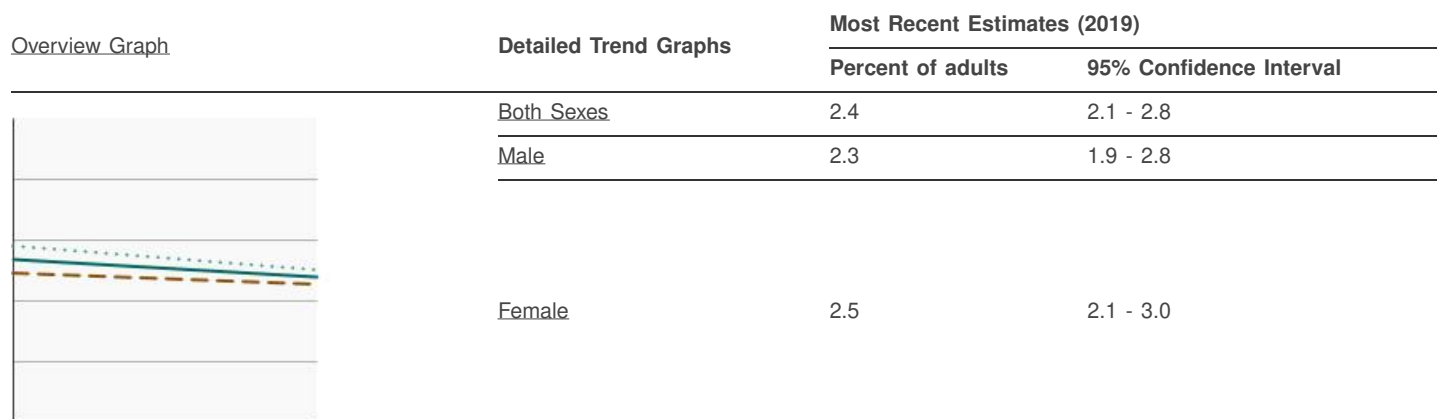 Overview Graph
Detailed Trend Graphs
Most Recent Estimates (2019)
Percent of adults
95% Confidence Interval
Both Sexes 2.4 2.1 - 2.8
Male 2.3 1.9 - 2.8
Female 2.5 2.1 - 3.0